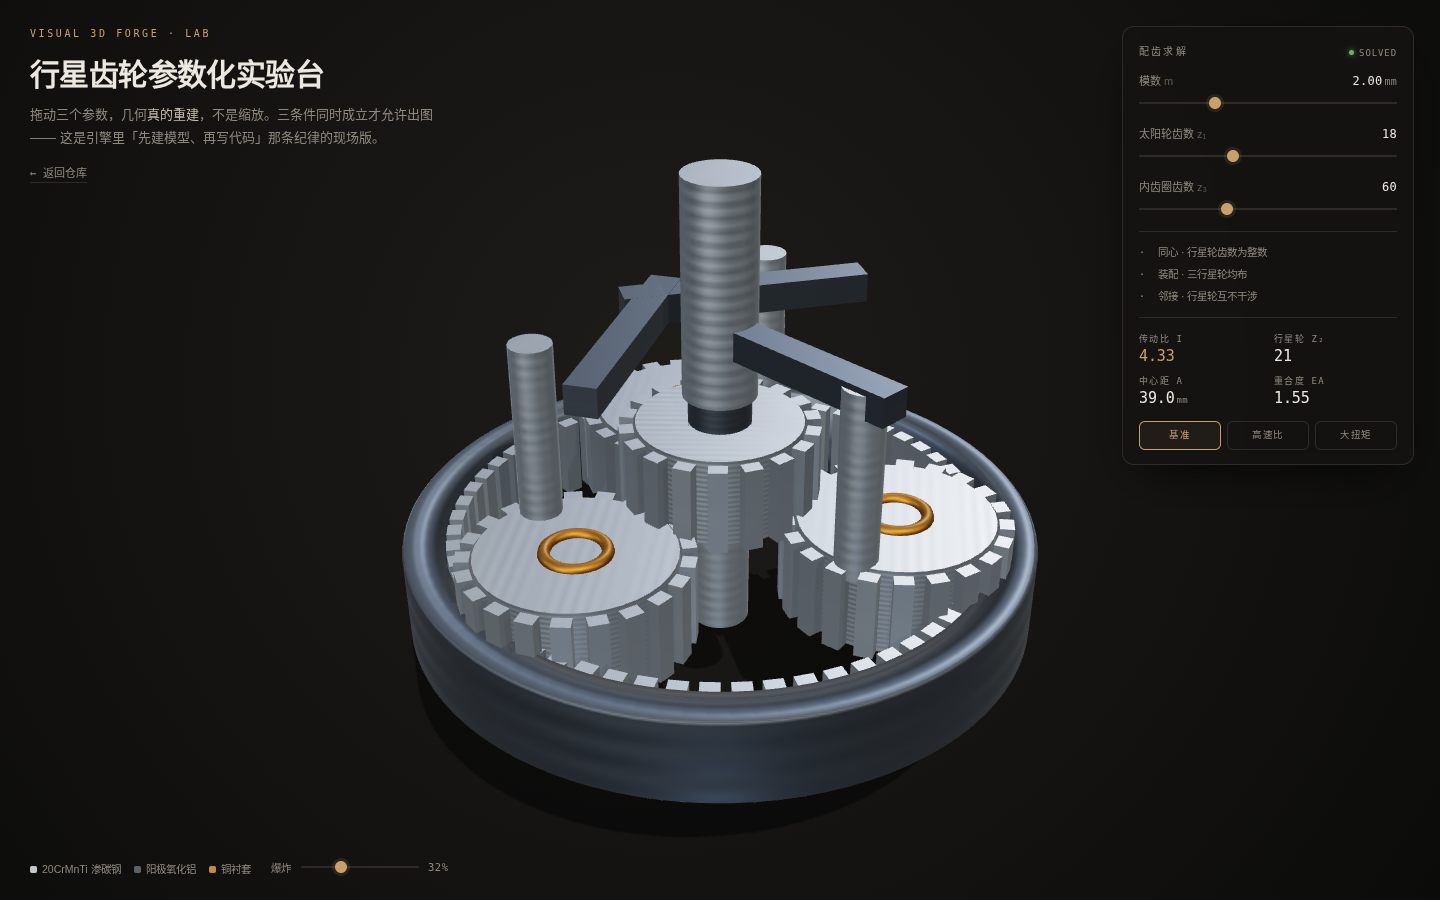 VISUAL 3D FORGE · LAB
行星齿轮参数化实验台
拖动三个参数，几何真的重建，不是缩放。三条件同时成立才允许出图
—— 这是引擎里「先建模型、再写代码」那条纪律的现场版。
← 返回仓库
配齿求解
SOLVED
模数 m
2.00 mm
太阳轮齿数 z₁
18
内齿圈齿数 z₃
60
· 同心 · 行星轮齿数为整数
· 装配 · 三行星轮均布
· 邻接 · 行星轮互不干涉
传动比 I
行星轮 Z₂
4.33
21
中心距 A
重合度 EA
39.0 mm
1.55
基准
高速比
大扭矩
20CrMnTi 渗碳钢
阳极氧化铝
铜衬套
爆炸
32%